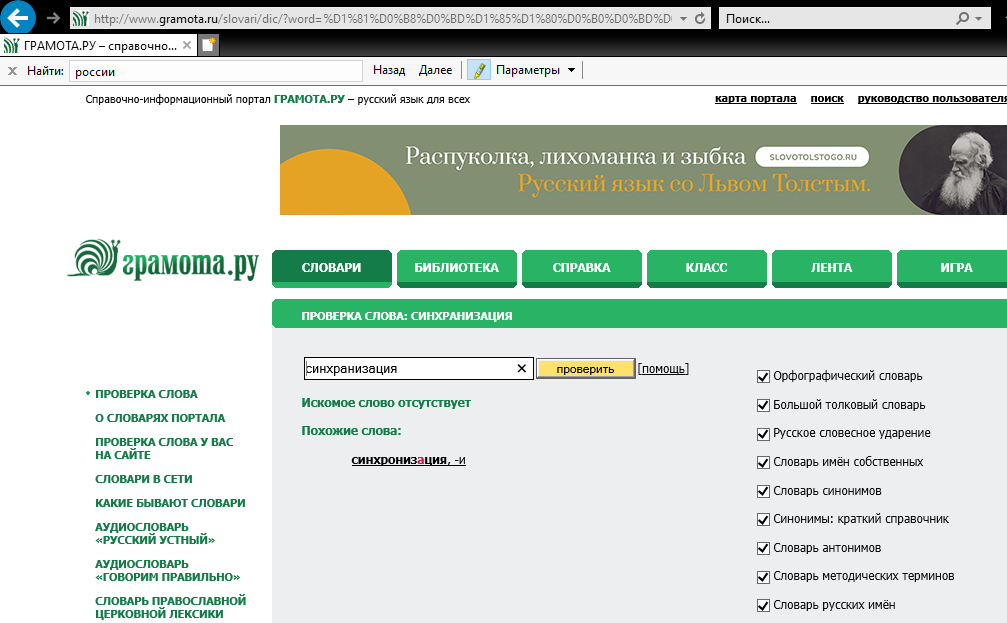 http://www.gramota.ru/slovari/dic/?word=%D1%81%D0%B8%D0%BD%D1%85%D1%80%D0%B0%D0%BD%D0
Поиск...
ГРАМОТА.РУ – справочно...
Найти: россии Назад Далее Параметры
Справочно-информационный портал ГРАМОТА.РУ – русский язык для всех
карта портала поиск руководство пользователя
Распуколка, лихоманка и зыбка SLOVOTOLSTOGO.RU
Русский язык со Львом Толстым.
грамота.ру
СЛОВАРИ БИБЛИОТЕКА СПРАВКА КЛАСС ЛЕНТА ИГРА
ПРОВЕРКА СЛОВА: СИНХРАНИЗАЦИЯ
синхранизация проверить [помощь]
Искомое слово отсутствует
Похожие слова:
синхронизация, -и
ПРОВЕРКА СЛОВА
О СЛОВАРЯХ ПОРТАЛА
ПРОВЕРКА СЛОВА У ВАС
НА САЙТЕ
СЛОВАРИ В СЕТИ
КАКИЕ БЫВАЮТ СЛОВАРИ
АУДИОСЛОВАРЬ
«РУССКИЙ УСТНЫЙ»
АУДИОСЛОВАРЬ
«ГОВОРИМ ПРАВИЛЬНО»
СЛОВАРЬ ПРАВОСЛАВНОЙ
ЦЕРКОВНОЙ ЛЕКСИКИ
Орфографический словарь
Большой толковый словарь
Русское словесное ударение
Словарь имён собственных
Словарь синонимов
Синонимы: краткий справочник
Словарь антонимов
Словарь методических терминов
Словарь русских имён